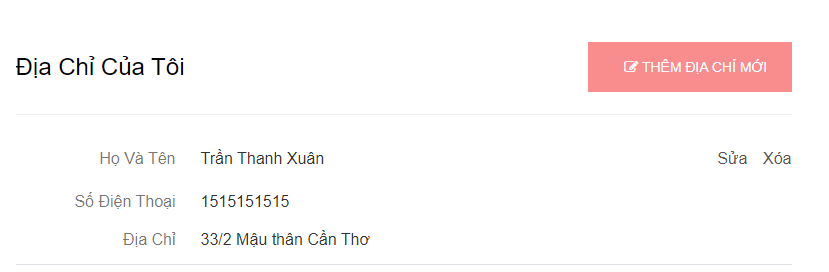 Địa Chỉ Của Tôi
THÊM ĐỊA CHỈ MỚI
Họ Và Tên Trần Thanh Xuân Sửa Xóa
Số Điện Thoại 1515151515
Địa Chỉ 33/2 Mậu thân Cần Thơ